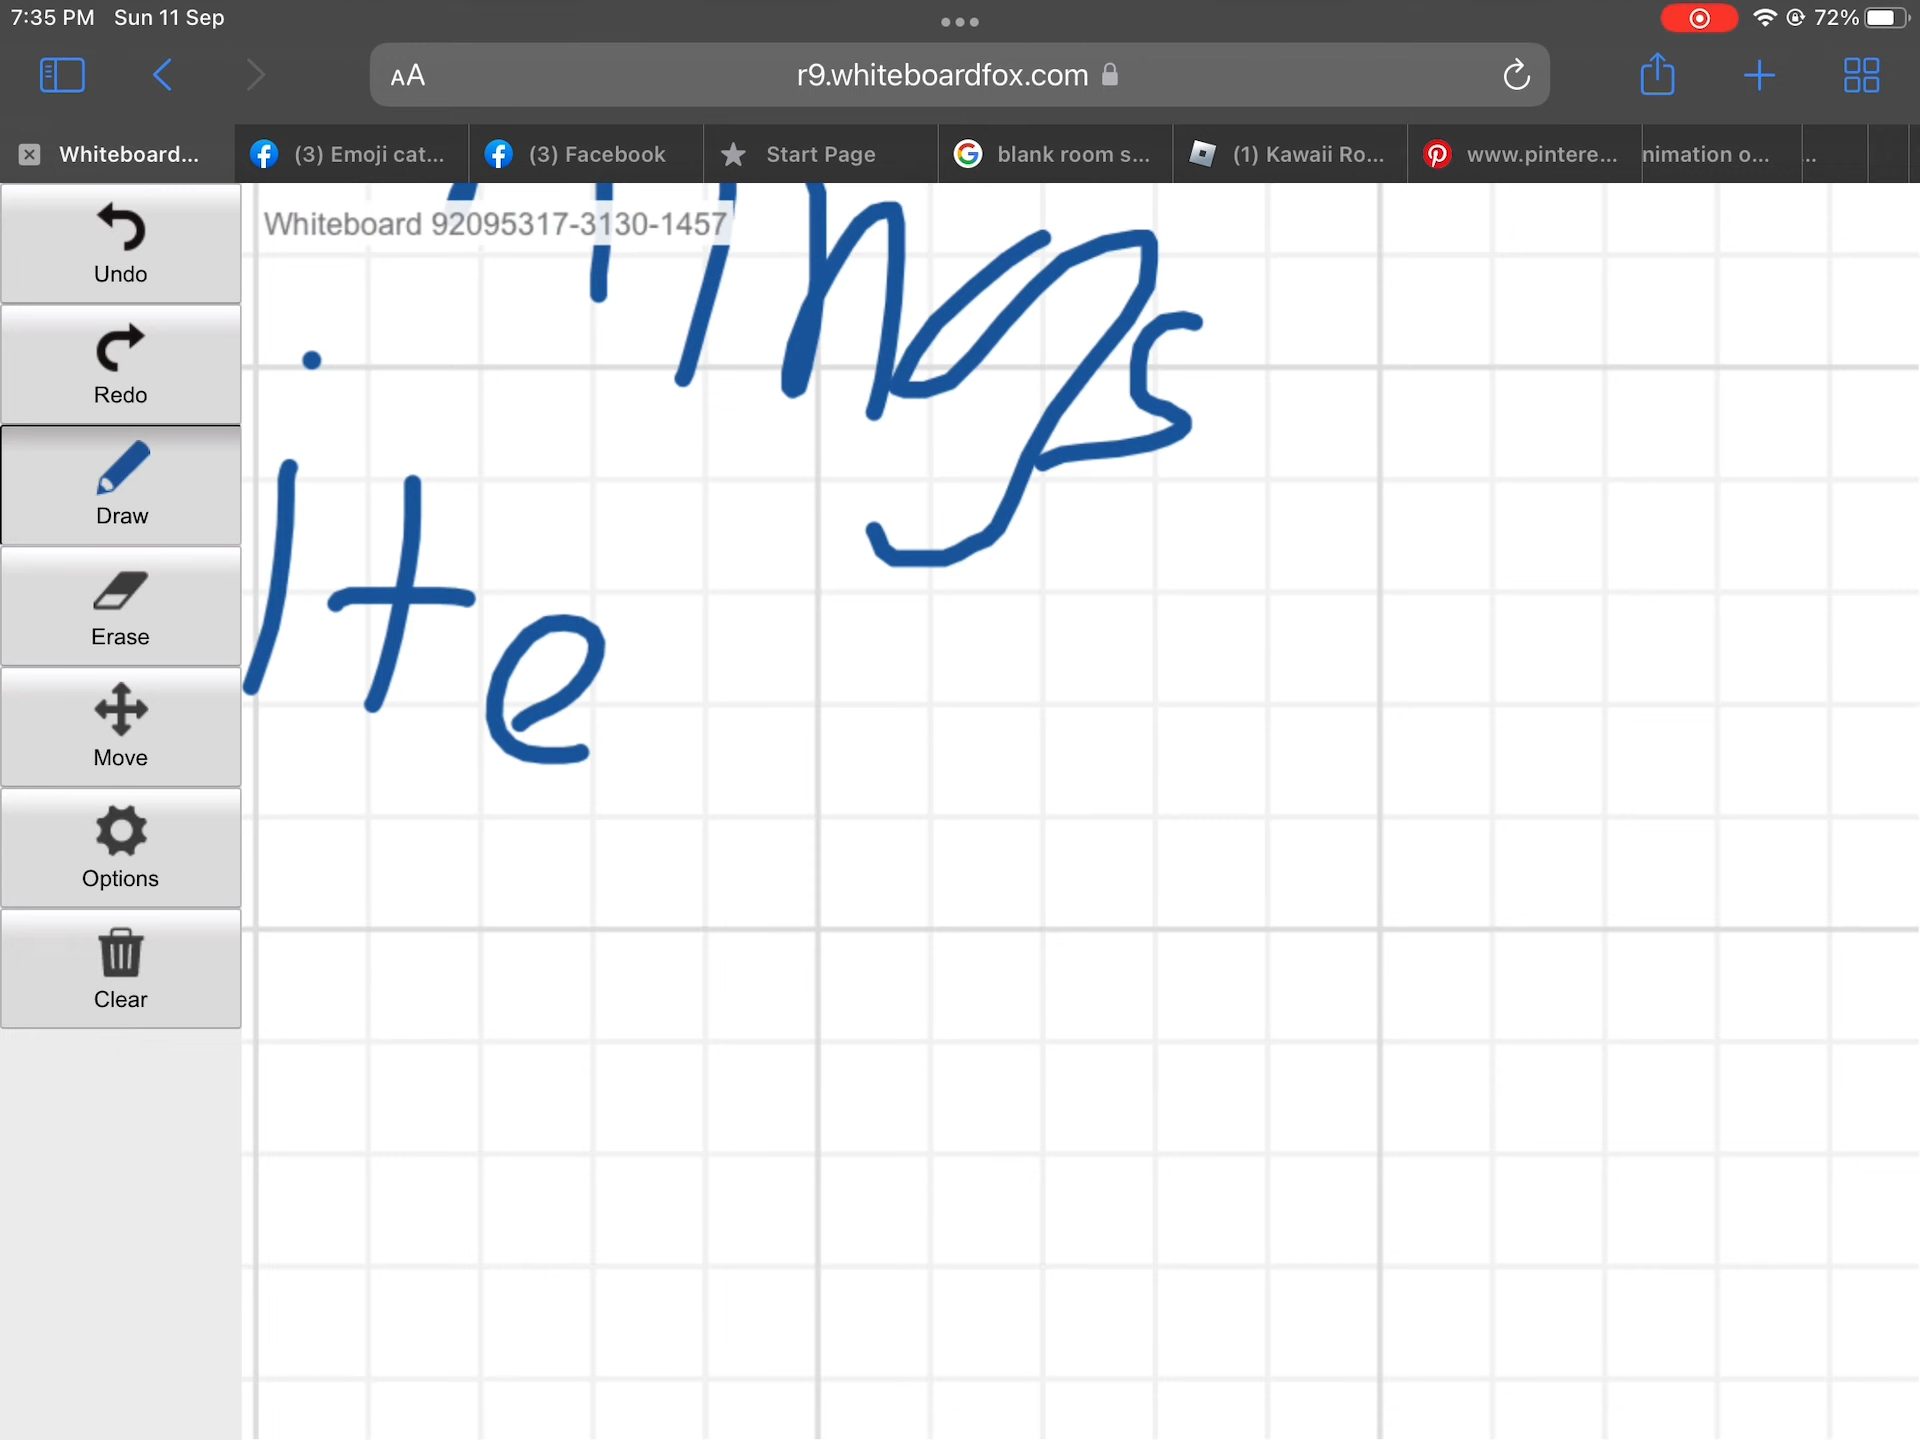 7:35 PM Sun 11 Sep 72%
AA r9.whiteboardfox.com
Whiteboard... (3) Emoji cat... (3) Facebook Start Page blank room s... (1) Kawaii Ro... www.pintere... nimation o... ..
Whiteboard 92095317-3130-1457
Undo
Redo
Draw
Erase
Move
Options
Clear
ings
ite